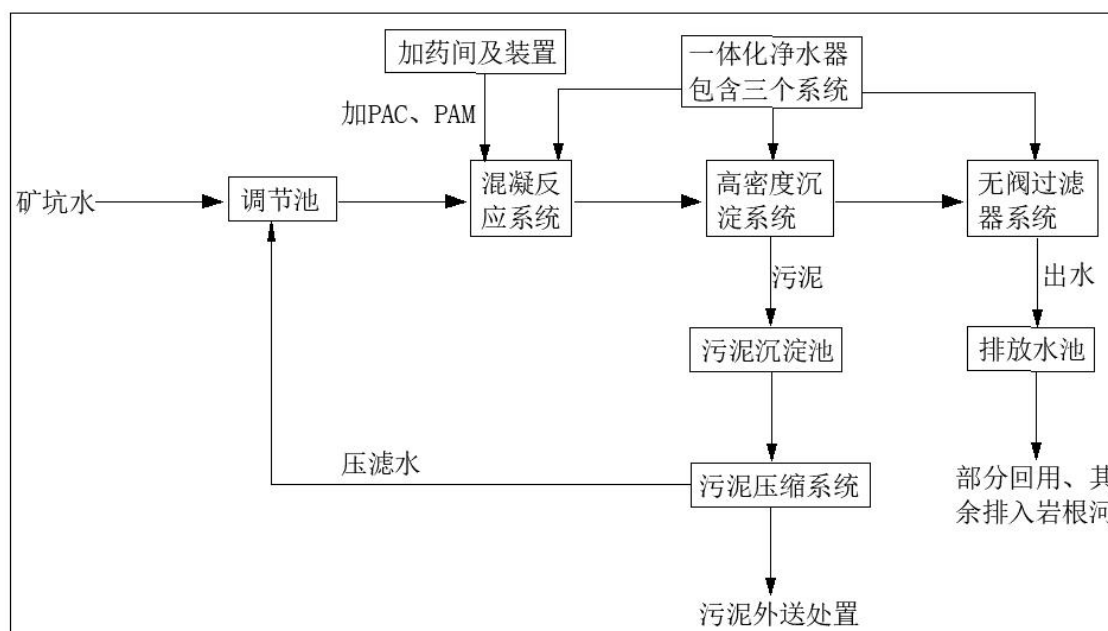 加药间及装置
一体化净水器
包含三个系统
加PAC、PAM
矿坑水
调节池
混凝反
应系统
高密度沉
淀系统
无阀过滤
器系统
污泥
出水
污泥沉淀池
排放水池
压滤水
污泥压缩系统
部分回用、其
余排入岩根河
污泥外送处置